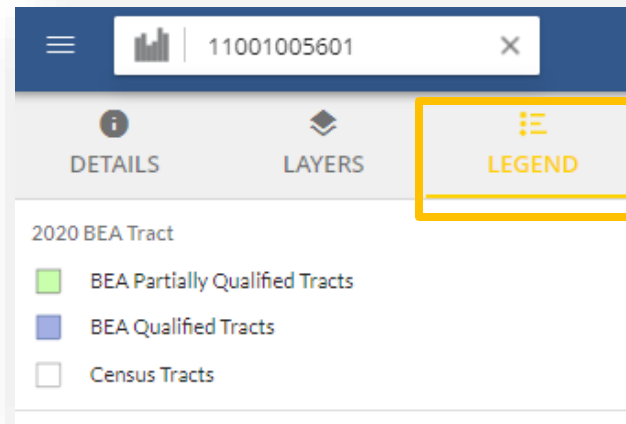 11001005601
DETAILS LAYERS LEGEND
2020 BEA Tract
BEA Partially Qualified Tracts
BEA Qualified Tracts
Census Tracts